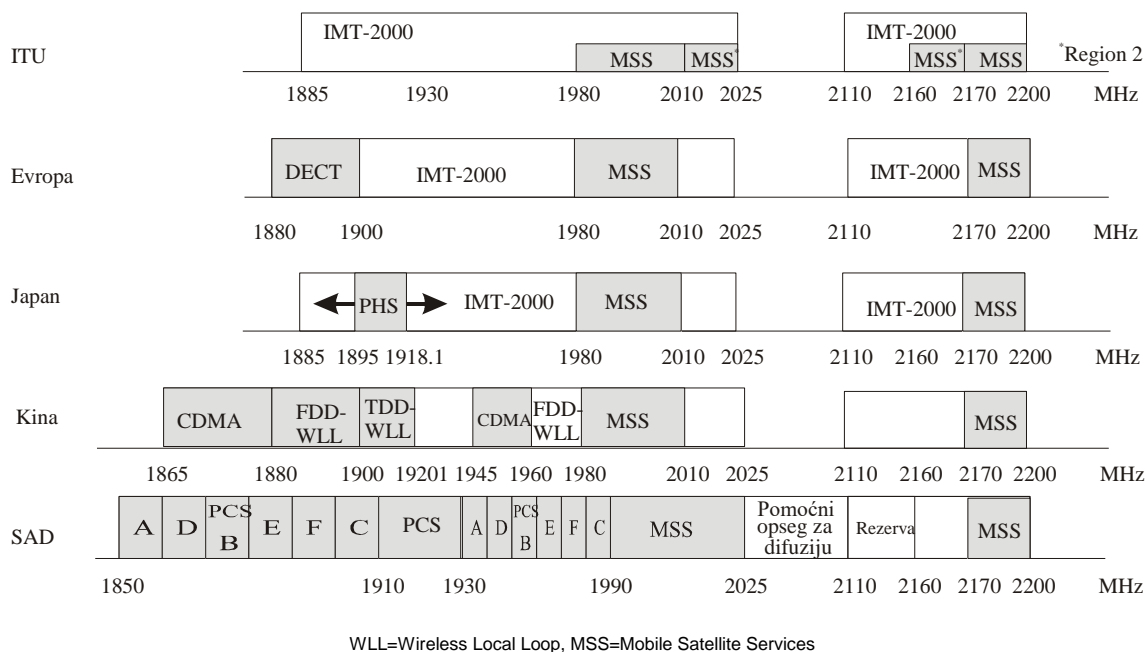 IMT-2000 IMT-2000
ITU MSS MSS* MSS* MSS *Region 2
1885 1930 1980 2010 2025 2110 2160 2170 2200 MHz
Evropa DECT IMT-2000 MSS IMT-2000 MSS
1880 1900 1980 2010 2025 2110 2170 2200 MHz
Japan PHS IMT-2000 MSS IMT-2000 MSS
1885 1895 1918.1 1980 2010 2025 2110 2160 2170 2200 MHz
Kina CDMA FDD-WLL TDD-WLL CDMA FDD-WLL MSS MSS
1865 1880 1900 19201 1945 1960 1980 2010 2025 2110 2160 2170 2200 MHz
SAD A D PCS B E F C PCS A D PCS B E F C MSS Pomoćni opseg za difuziju Rezerva MSS
1850 1910 1930 1990 2025 2110 2160 2170 2200 MHz
WLL=Wireless Local Loop, MSS=Mobile Satellite Services